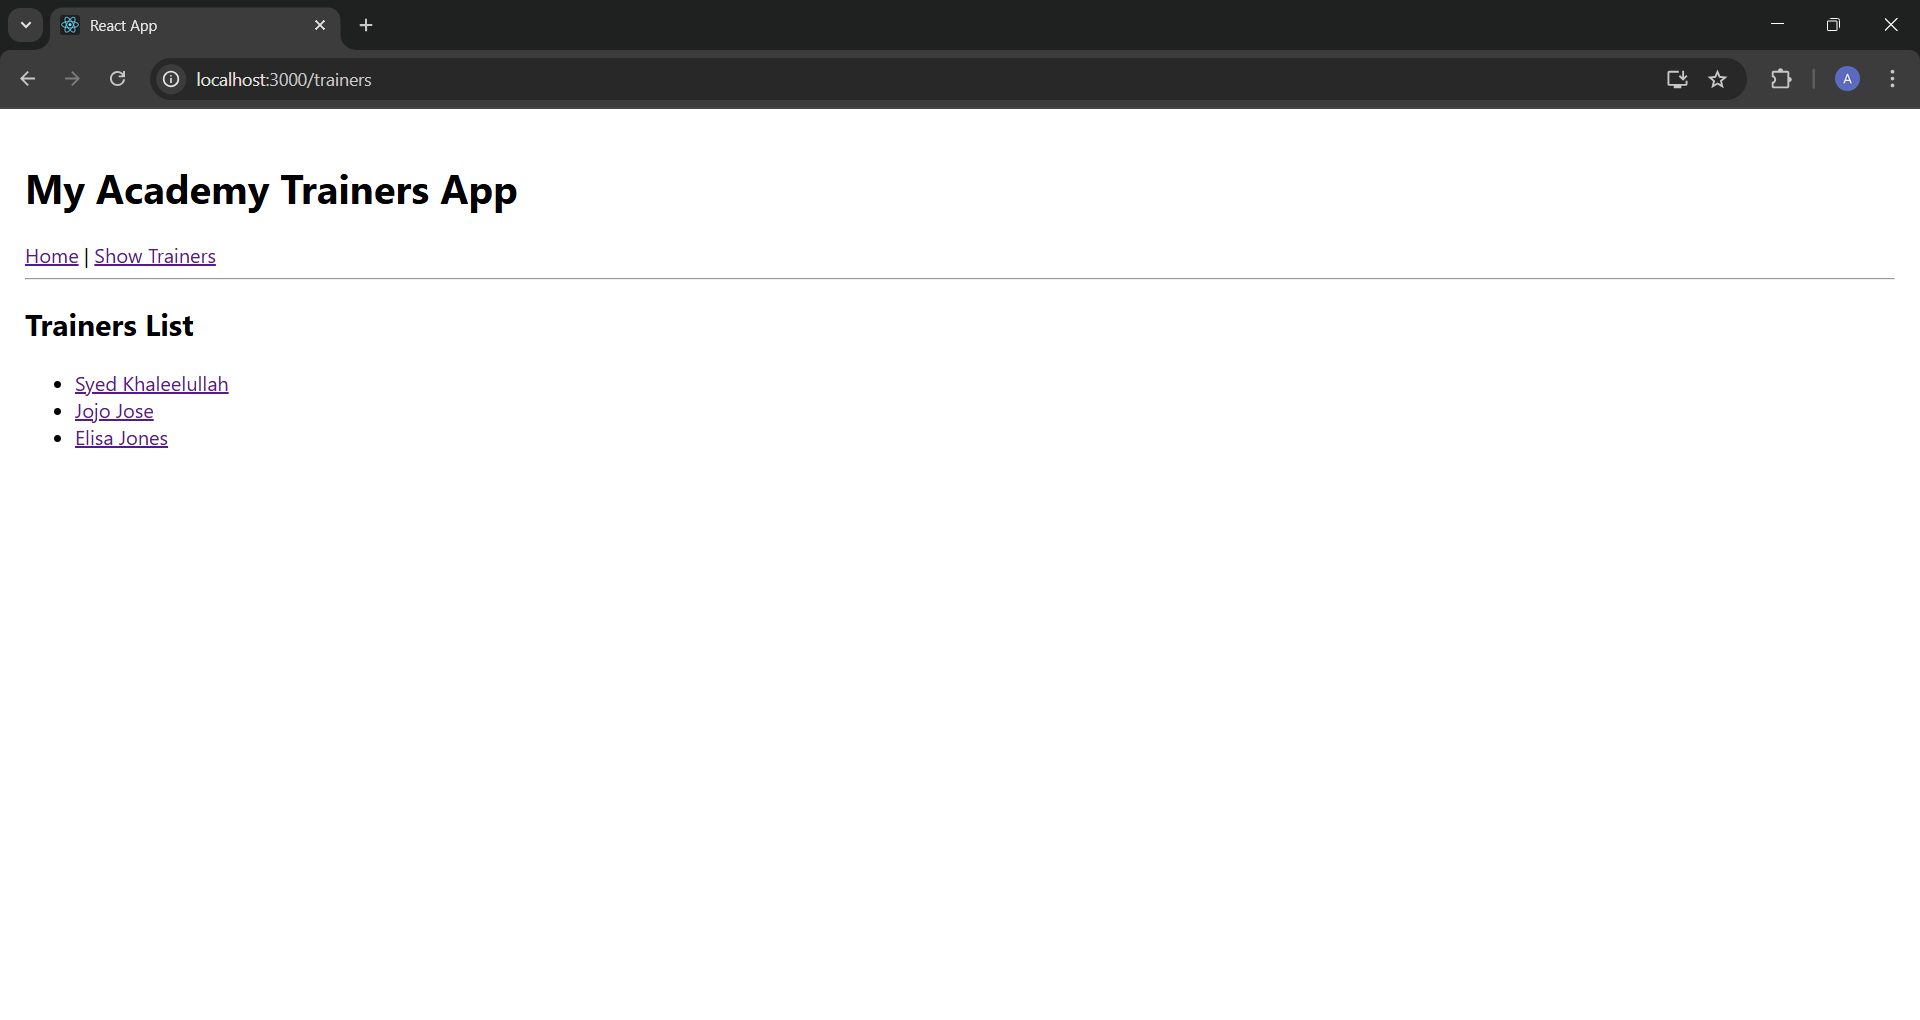 React App
localhost:3000/trainers
A
My Academy Trainers App
Home | Show Trainers
Trainers List
Syed Khaleelullah
Jojo Jose
Elisa Jones